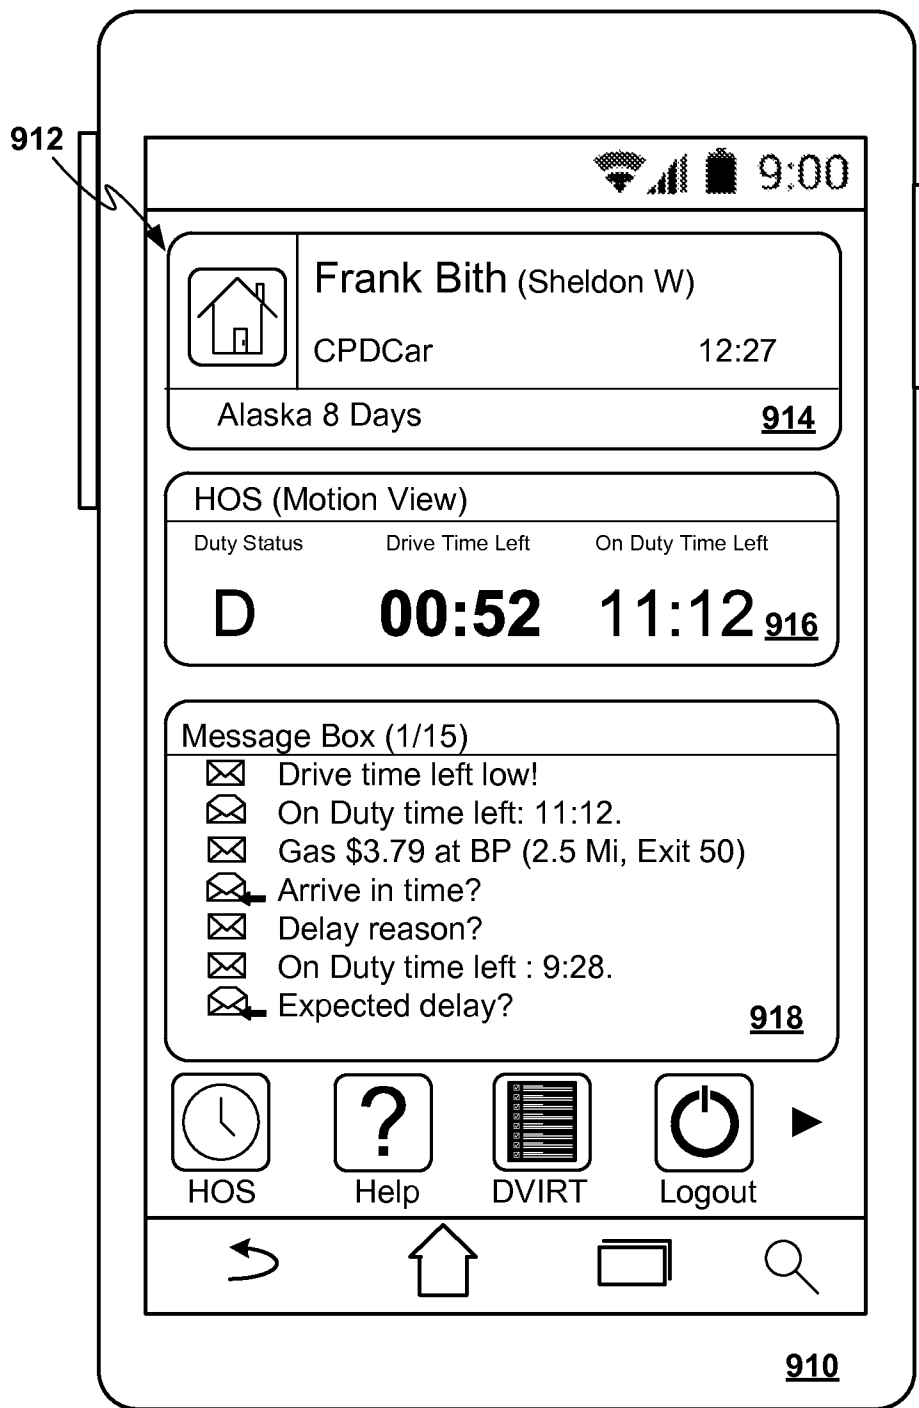 912
9:00
Frank Bith (Sheldon W)
CPDCar 12:27
Alaska 8 Days 914
HOS (Motion View)
Duty Status Drive Time Left On Duty Time Left
D 00:52 11:12 916
Message Box (1/15)
Drive time left low!
On Duty time left: 11:12.
Gas $3.79 at BP (2.5 Mi, Exit 50)
Arrive in time?
Delay reason?
On Duty time left : 9:28.
Expected delay?
918
?
HOS Help DVIRT Logout
910